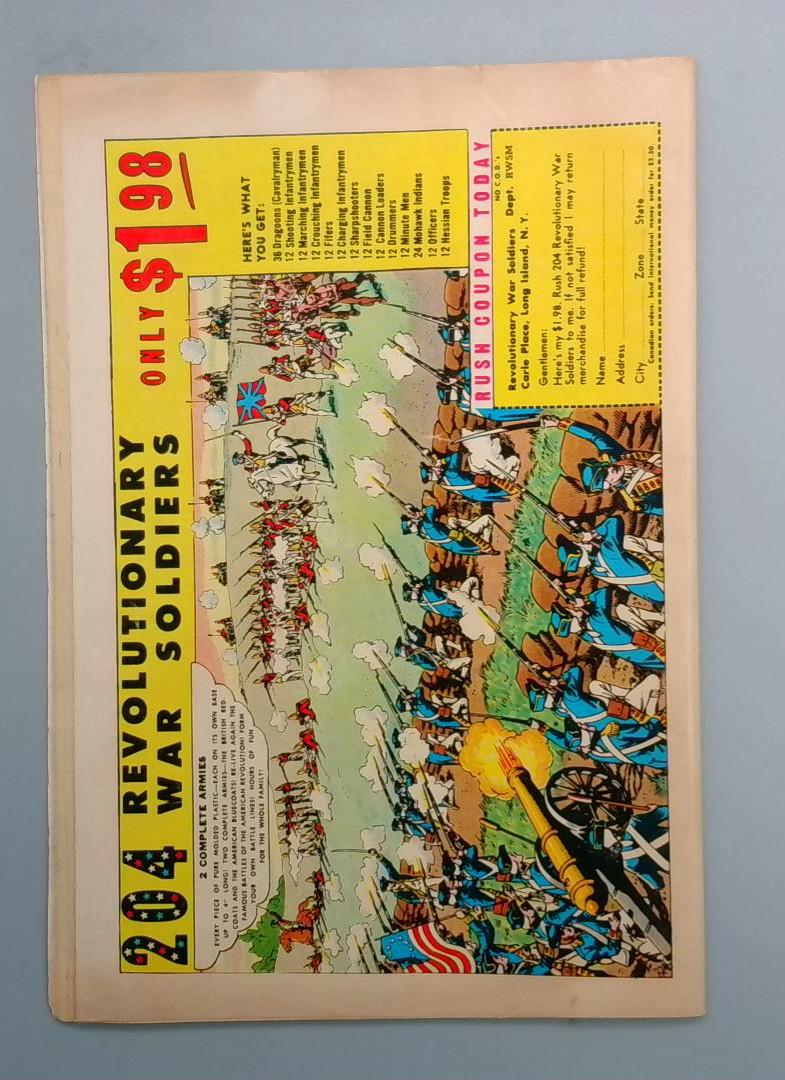 204 REVOLUTIONARY
WAR SOLDIERS
ONLY $1.98
2 COMPLETE ARMIES
EVERY PIECE OF PURE MOLDED PLASTIC—EACH ON ITS OWN BASE
UP TO 4" LONG! TWO COMPLETE ARMIES—THE BRITISH RED-
COATS AND THE AMERICAN BLUECOATS! RE-LIVE AGAIN THE
FAMOUS BATTLES OF THE AMERICAN REVOLUTION! FORM
YOUR OWN BATTLE LINES! HOURS OF FUN
FOR THE WHOLE FAMILY!
HERE'S WHAT
YOU GET:
36 Dragoons (Cavalryman)
12 Shooting Infantrymen
12 Marching Infantrymen
12 Crouching Infantrymen
12 Fifers
12 Charging Infantrymen
12 Sharpshooters
12 Field Cannon
12 Cannon Loaders
12 Drummers
12 Minute Men
24 Mohawk Indians
12 Officers
12 Hessian Troops
RUSH COUPON TODAY
NO C.O.D.'s
Revolutionary War Soldiers Dept. RW5M
Carle Place, Long Island, N. Y.
Gentlemen:
Here's my $1.98. Rush 204 Revolutionary War
Soldiers to me. If not satisfied I may return
merchandise for full refund!
Name
Address
City Zone State
Canadian orders: Send international money order for $2.50.